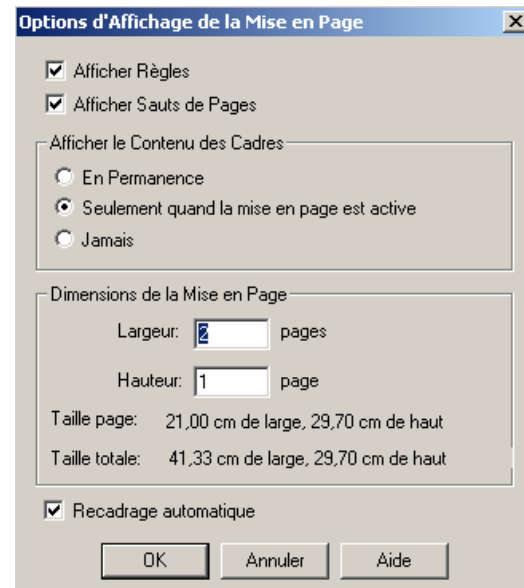 Options d'Affichage de la Mise en Page
Afficher Règles
Afficher Sauts de Pages
Afficher le Contenu des Cadres
En Permanence
Seulement quand la mise en page est active
Jamais
Dimensions de la Mise en Page
Largeur: 2 pages
Hauteur: 1 page
Taille page: 21,00 cm de large, 29,70 cm de haut
Taille totale: 41,33 cm de large, 29,70 cm de haut
Recadrage automatique
OK Annuler Aide